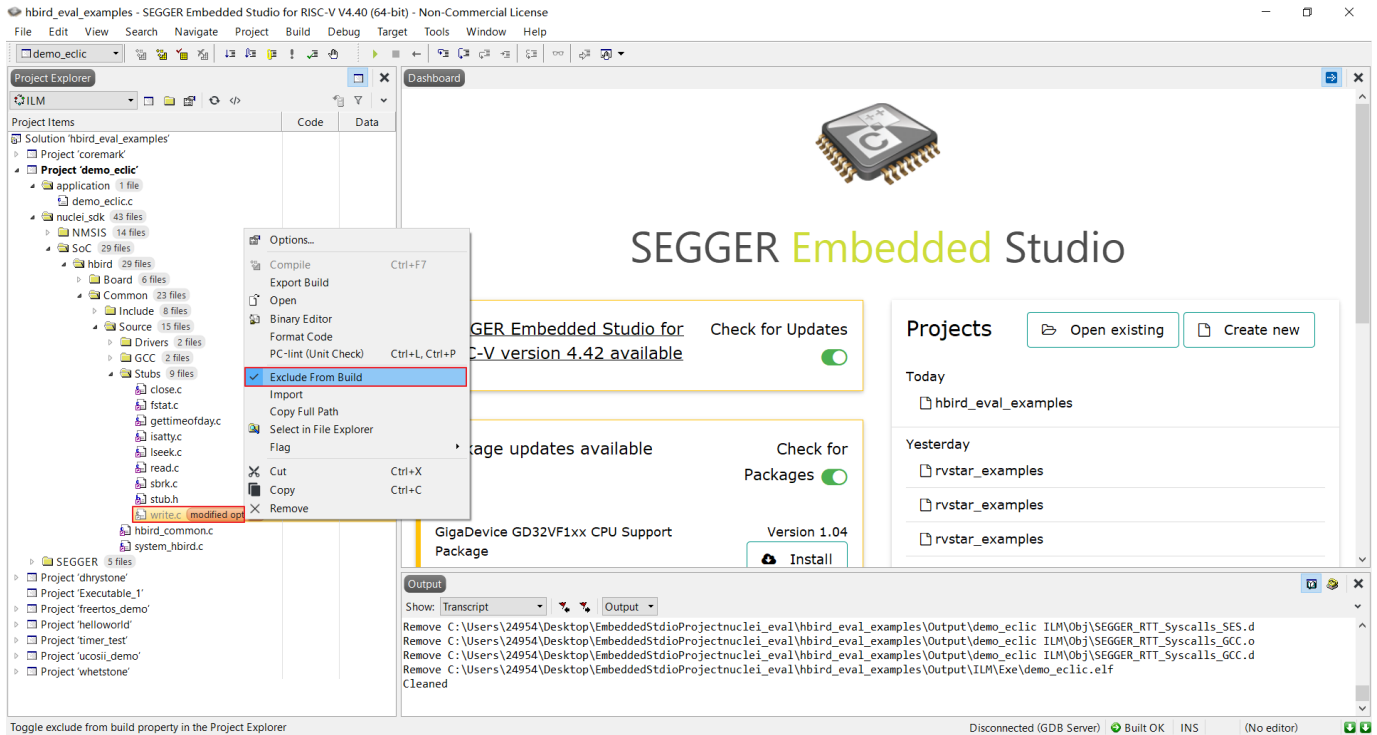 hbird_eval_examples - SEGGER Embedded Studio for RISC-V V4.40 (64-bit) - Non-Commercial License
File Edit View Search Navigate Project Build Debug Target Tools Window Help
demo_eclic
Project Explorer
ILM
Project Items Code Data
Solution 'hbird_eval_examples'
Project 'coremark'
Project 'demo_eclic'
application 1 file
demo_eclic.c
nuclei_sdk 43 files
NMSIS 14 files
SoC 29 files
hbird 29 files
Board 6 files
Common 23 files
Include 8 files
Source 15 files
Drivers 2 files
GCC 2 files
Stubs 9 files
close.c
fstat.c
gettimeofday.c
isatty.c
lseek.c
read.c
sbrk.c
stub.h
write.c modified opt
hbird_common.c
system_hbird.c
SEGGER 5 files
Project 'dhrystone'
Project 'Executable_1'
Project 'freertos_demo'
Project 'helloworld'
Project 'timer_test'
Project 'ucosii_demo'
Project 'whetstone'
Options...
Compile Ctrl+F7
Export Build
Open
Binary Editor
Format Code
PC-lint (Unit Check) Ctrl+L, Ctrl+P
Exclude From Build
Import
Copy Full Path
Select in File Explorer
Flag
Cut Ctrl+X
Copy Ctrl+C
Remove
Dashboard
C
SEGGER Embedded Studio
GER Embedded Studio for
C-V version 4.42 available
Check for Updates
kage updates available
Check for
Packages
GigaDevice GD32VF1xx CPU Support
Package
Version 1.04
Install
Projects Open existing Create new
Today
hbird_eval_examples
Yesterday
rvstar_examples
rvstar_examples
rvstar_examples
Output
Show: Transcript Output
Remove C:\Users\24954\Desktop\EmbeddedStdioProjectnuclei_eval\hbird_eval_examples\Output\demo_eclic ILM\Obj\SEGGER_RTT_Syscalls_SES.d
Remove C:\Users\24954\Desktop\EmbeddedStdioProjectnuclei_eval\hbird_eval_examples\Output\demo_eclic ILM\Obj\SEGGER_RTT_Syscalls_GCC.o
Remove C:\Users\24954\Desktop\EmbeddedStdioProjectnuclei_eval\hbird_eval_examples\Output\demo_eclic ILM\Obj\SEGGER_RTT_Syscalls_GCC.d
Remove C:\Users\24954\Desktop\EmbeddedStdioProjectnuclei_eval\hbird_eval_examples\Output\ILM\Exe\demo_eclic.elf
Cleaned
Toggle exclude from build property in the Project Explorer
Disconnected (GDB Server) Built OK INS (No editor)